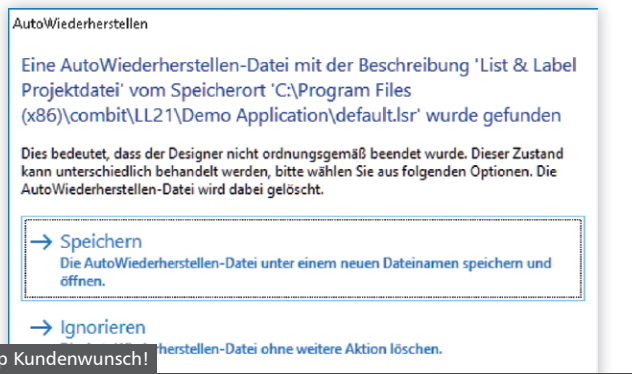 AutoWiederherstellen
Eine AutoWiederherstellen-Datei mit der Beschreibung 'List & Label
Projektdatei' vom Speicherort 'C:\Program Files
(x86)\combit\LL21\Demo Application\default.lsr' wurde gefunden
Dies bedeutet, dass der Designer nicht ordnungsgemäß beendet wurde. Dieser Zustand
kann unterschiedlich behandelt werden, bitte wählen Sie aus folgenden Optionen. Die
AutoWiederherstellen-Datei wird dabei gelöscht.
→ Speichern
Die AutoWiederherstellen-Datei unter einem neuen Dateinamen speichern und
öffnen.
→ Ignorieren
herstellen-Datei ohne weitere Aktion löschen.
p Kundenwunsch!